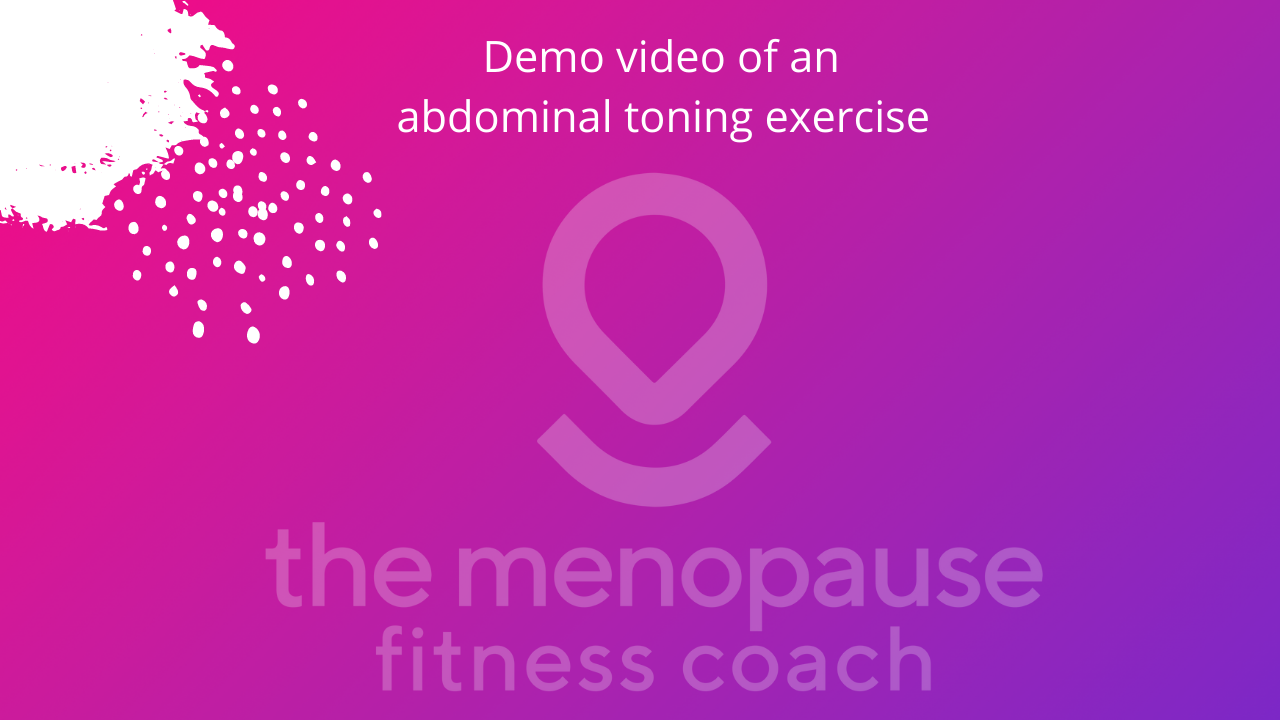 Demo video of an
abdominal toning exercise
the menopause
fitness coach